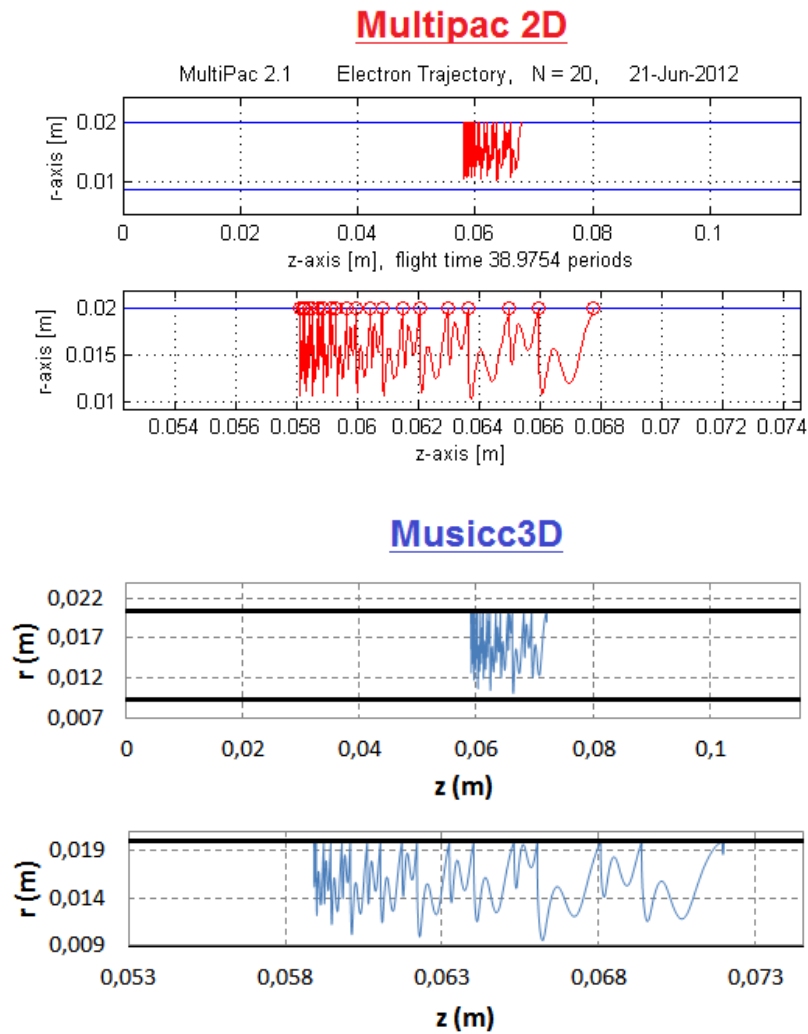 Multipac 2D
MultiPac 2.1 Electron Trajectory, N = 20, 21-Jun-2012
r-axis [m]
0.02
0.01
0 0.02 0.04 0.06 0.08 0.1
z-axis [m], flight time 38.9754 periods
r-axis [m]
0.02
0.015
0.01
0.054 0.056 0.058 0.06 0.062 0.064 0.066 0.068 0.07 0.072 0.074
z-axis [m]
Musicc3D
r (m)
0,022
0,017
0,012
0,007
0 0,02 0,04 0,06 0,08 0,1
z (m)
r (m)
0,019
0,014
0,009
0,053 0,058 0,063 0,068 0,073
z (m)